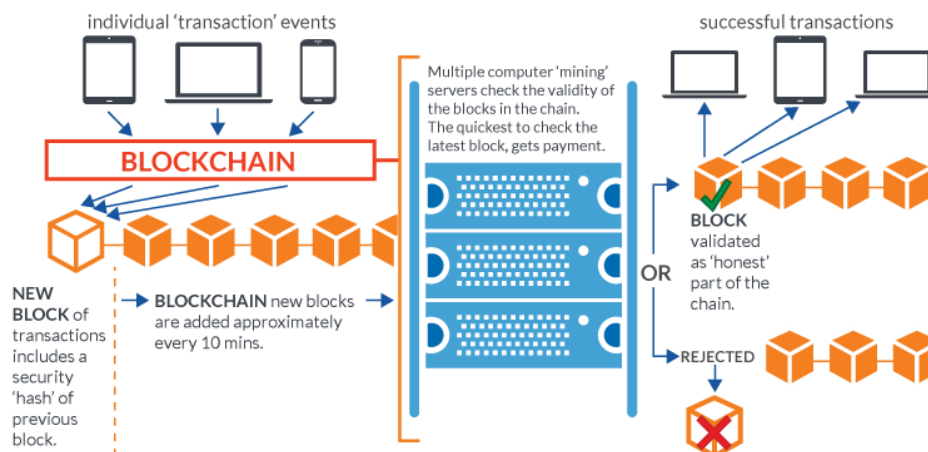 individual ‘transaction’ events
BLOCKCHAIN
NEW
BLOCK of
transactions
includes a
security
‘hash’ of
previous
block.
BLOCKCHAIN new blocks
are added approximately
every 10 mins.
Multiple computer ‘mining’
servers check the validity of
the blocks in the chain.
The quickest to check the
latest block, gets payment.
OR
successful transactions
BLOCK
validated
as ‘honest’
part of the
chain.
REJECTED